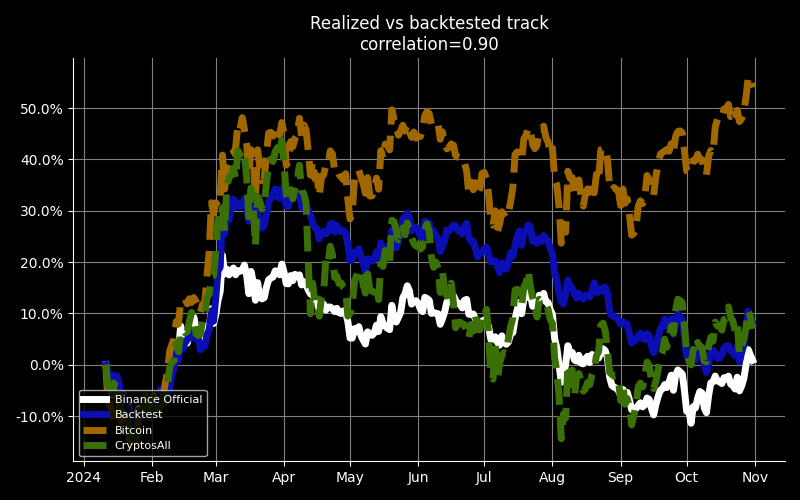 Realized vs backtested track
correlation=0.90
50.0%
40.0%
30.0%
20.0%
10.0%
0.0%
-10.0%
Binance Official
Backtest
Bitcoin
CryptosAll
2024 Feb Mar Apr May Jun Jul Aug Sep Oct Nov